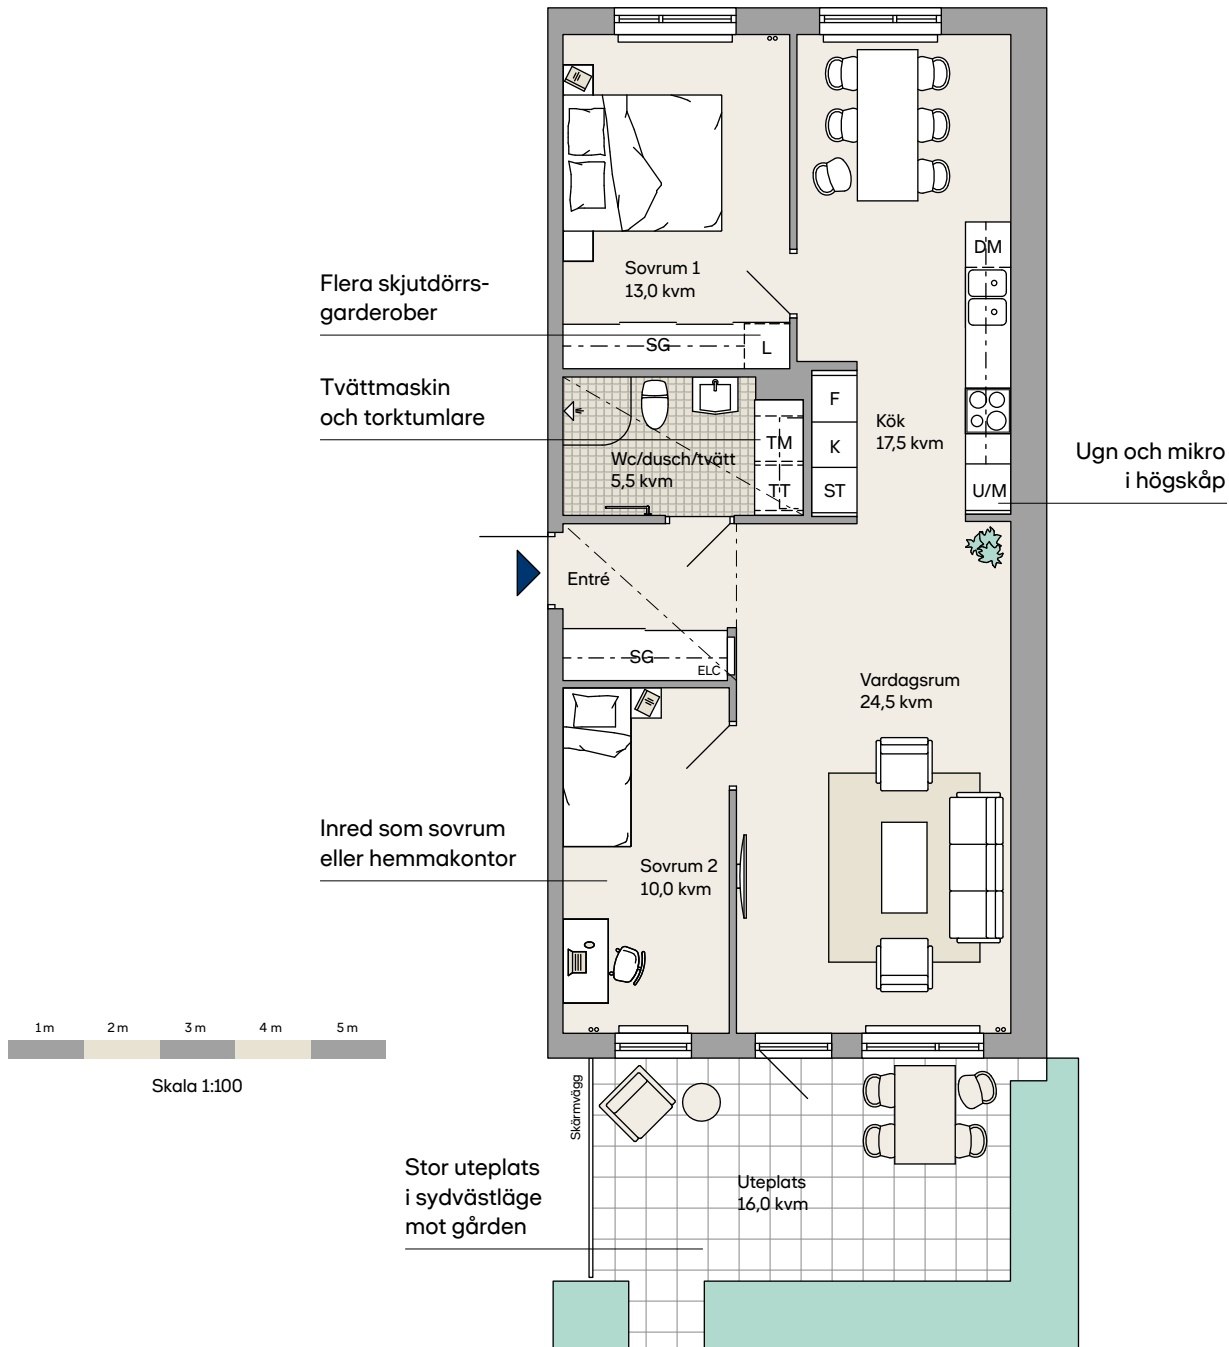 DM
Sovrum 1
13,0 kvm
Flera skjutdörrs-
garderober
SG
L
Tvättmaskin
och torktumlare
F
Kök
17,5 kvm
TM
K
Wc/dusch/tvätt
5,5 kvm
Ugn och mikro
i högskåp
TT
ST
U/M
Entré
SG
ELC
Vardagsrum
24,5 kvm
Inred som sovrum
eller hemmakontor
Sovrum 2
10,0 kvm
1 m 2 m 3 m 4 m 5 m
Skala 1:100
Skärmvägg
Stor uteplats
i sydvästläge
mot gården
Uteplats
16,0 kvm